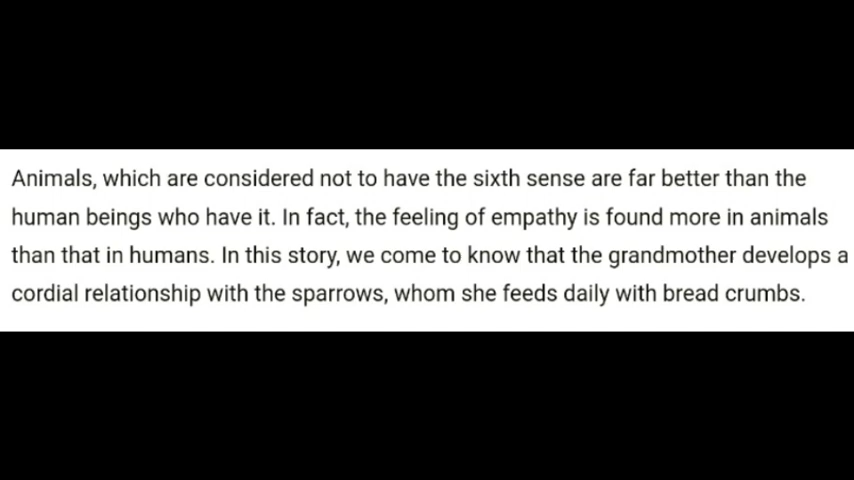 Animals, which are considered not to have the sixth sense are far better than the
human beings who have it. In fact, the feeling of empathy is found more in animals
than that in humans. In this story, we come to know that the grandmother develops a
cordial relationship with the sparrows, whom she feeds daily with bread crumbs.